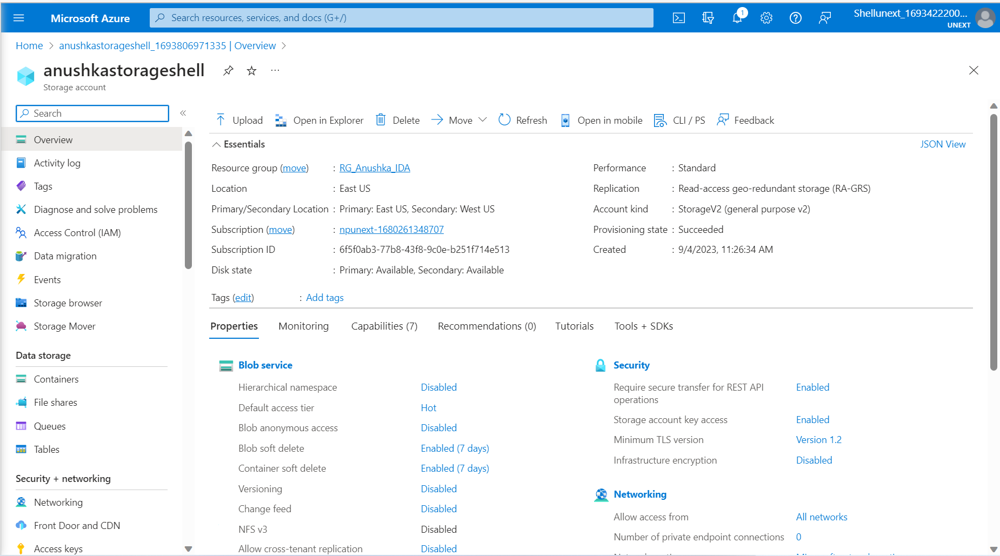 Microsoft Azure
Search resources, services, and docs (G+/)
1
Shellunext_1693422200...
UNEXT
Home > anushkastorageshell_1693806971335 | Overview >
anushkastorageshell
...
Storage account
Search
«
Overview
Activity log
Tags
Diagnose and solve problems
Access Control (IAM)
Data migration
Events
Storage browser
Storage Mover
Data storage
Containers
File shares
Queues
Tables
Security + networking
Networking
Front Door and CDN
Access keys
Upload Open in Explorer Delete Move Refresh Open in mobile CLI / PS Feedback
Essentials
JSON View
Resource group (move) : RG_Anushka_IDA
Location : East US
Primary/Secondary Location : Primary: East US, Secondary: West US
Subscription (move) : npunext-1680261348707
Subscription ID : 6f5f0ab3-77b8-43f8-9c0e-b251f714e513
Disk state : Primary: Available, Secondary: Available
Performance : Standard
Replication : Read-access geo-redundant storage (RA-GRS)
Account kind : StorageV2 (general purpose v2)
Provisioning state : Succeeded
Created : 9/4/2023, 11:26:34 AM
Tags (edit) : Add tags
Properties Monitoring Capabilities (7) Recommendations (0) Tutorials Tools + SDKs
Blob service
Hierarchical namespace Disabled
Default access tier Hot
Blob anonymous access Disabled
Blob soft delete Enabled (7 days)
Container soft delete Enabled (7 days)
Versioning Disabled
Change feed Disabled
NFS v3 Disabled
Allow cross-tenant replication Disabled
Security
Require secure transfer for REST API Enabled
operations
Storage account key access Enabled
Minimum TLS version Version 1.2
Infrastructure encryption Disabled
Networking
Allow access from All networks
Number of private endpoint connections 0